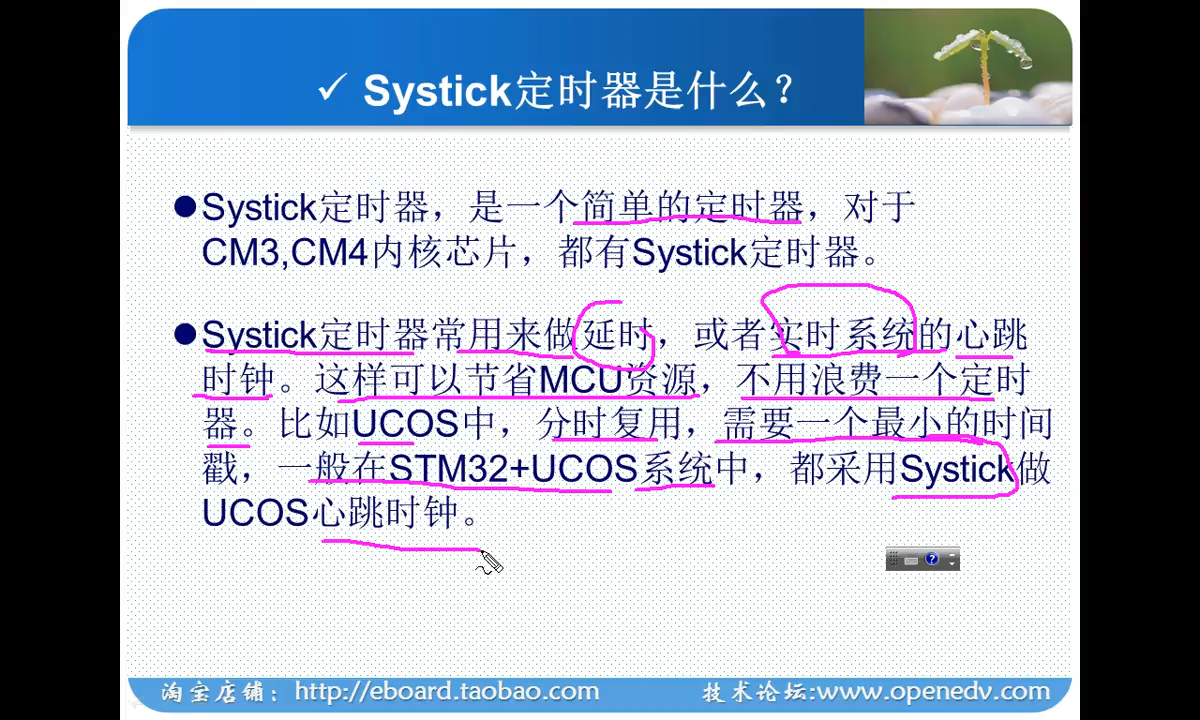 ✓ Systick定时器是什么？
●Systick定时器，是一个简单的定时器，对于
CM3,CM4内核芯片，都有Systick定时器。
●Systick定时器常用来做延时，或者实时系统的心跳
时钟。这样可以节省MCU资源，不用浪费一个定时
器。比如UCOS中，分时复用，需要一个最小的时间
戳，一般在STM32+UCOS系统中，都采用Systick做
UCOS心跳时钟。
淘宝店铺：http://eboard.taobao.com
技术论坛:www.openedv.com